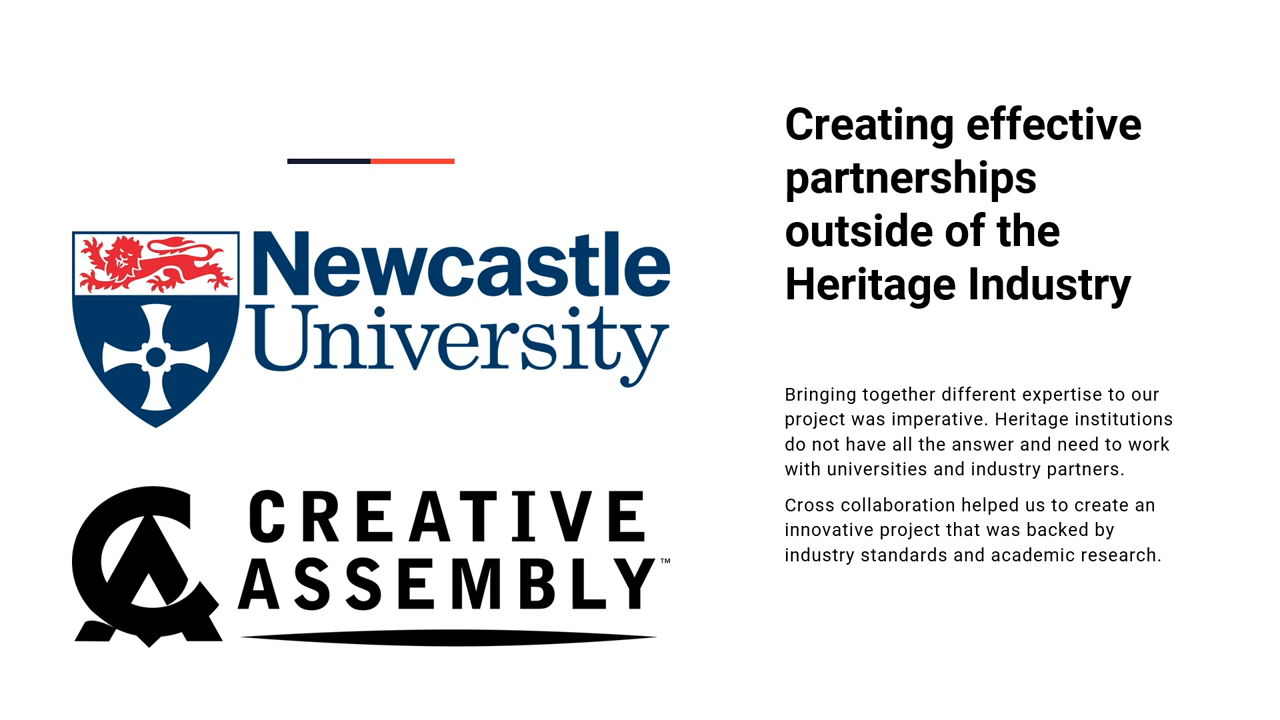 Newcastle
University
CREATIVE
ASSEMBLY™
Creating effective
partnerships
outside of the
Heritage Industry
Bringing together different expertise to our
project was imperative. Heritage institutions
do not have all the answer and need to work
with universities and industry partners.
Cross collaboration helped us to create an
innovative project that was backed by
industry standards and academic research.